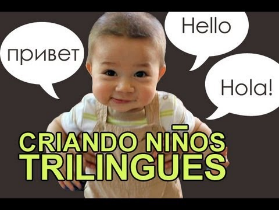 Hello
привет
Hola!
CRIANDO NIÑOS
TRILINGUES